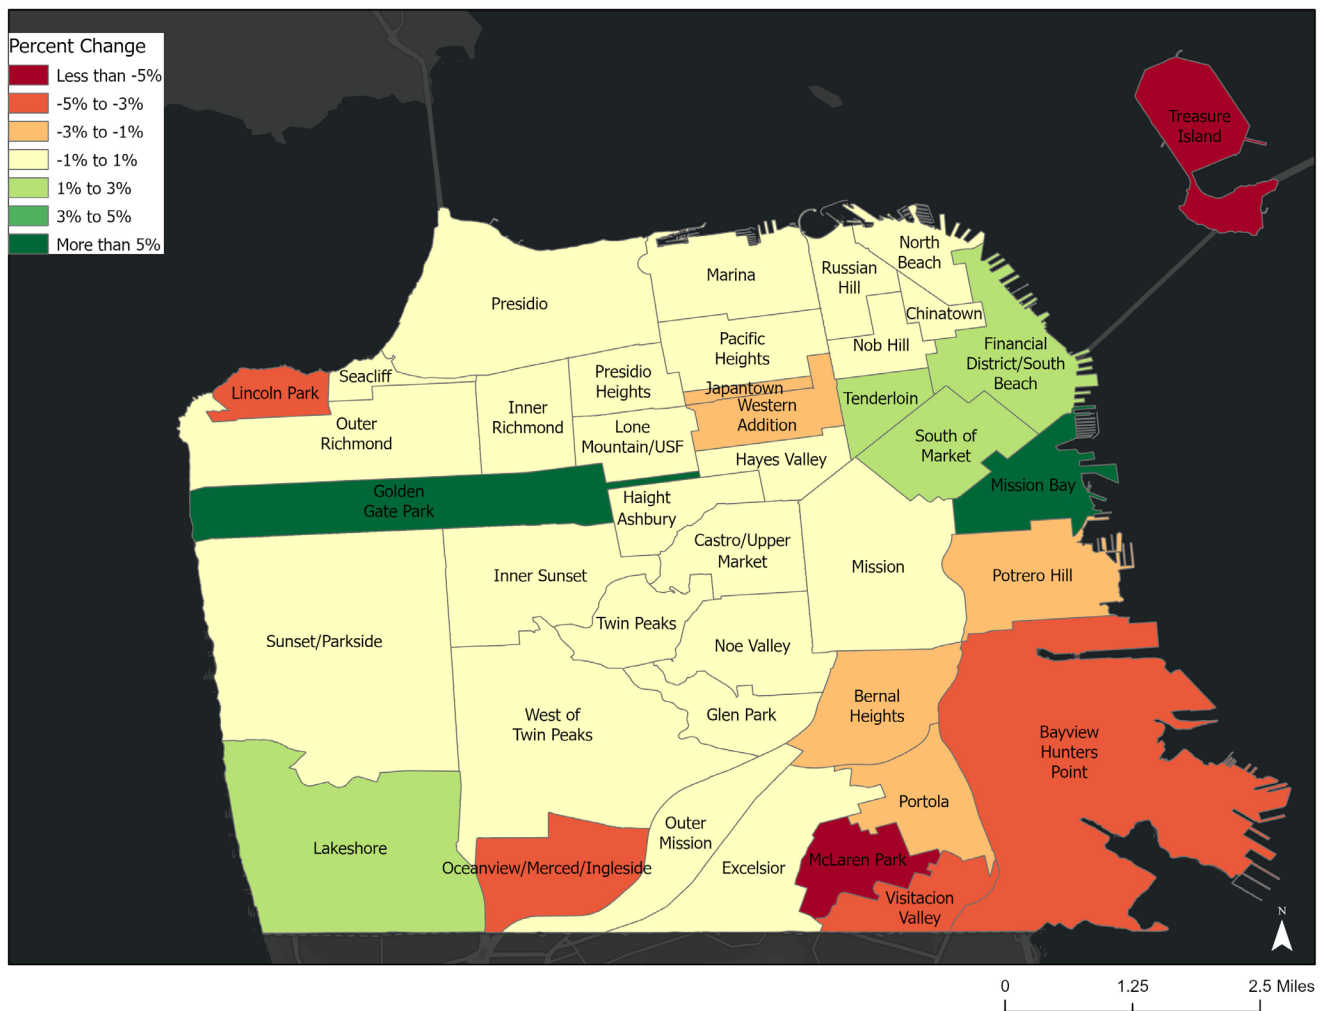 Percent Change
Less than -5%
-5% to -3%
-3% to -1%
-1% to 1%
1% to 3%
3% to 5%
More than 5%
Treasure
Island
North
Beach
Russian
Hill
Marina
Presidio
Chinatown
Pacific
Heights
Nob Hill
Financial
District/South
Beach
Seacliff
Presidio
Heights
Lincoln Park
Japantown
Tenderloin
Western
Addition
Inner
Richmond
Outer
Richmond
Lone
Mountain/USF
South of
Market
Hayes Valley
Mission Bay
Golden
Gate Park
Haight
Ashbury
Castro/Upper
Market
Mission
Potrero Hill
Inner Sunset
Twin Peaks
Sunset/Parkside
Noe Valley
Bernal
Heights
Glen Park
West of
Twin Peaks
Bayview
Hunters
Point
Portola
Outer
Mission
Lakeshore
McLaren Park
Oceanview/Merced/Ingleside
Excelsior
Visitacion
Valley
N
0
1.25
2.5 Miles